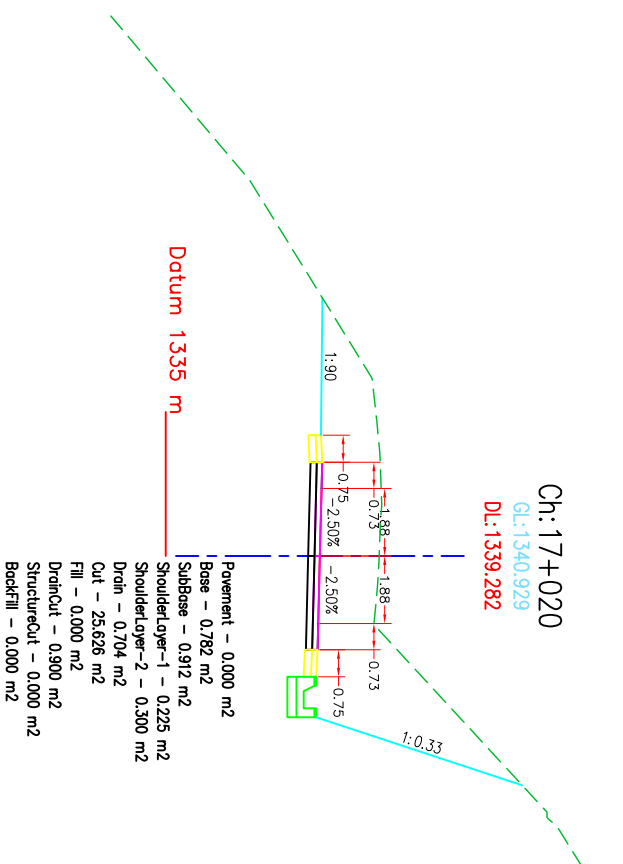 Ch:17+020
GL:1340.929
DL:1339.282
1:90
0.75
0.73
1.88
1.88
0.73
0.75
-2.50%
-2.50%
1:0.33
Datum 1335 m
Pavement - 0.000 m2
Base - 0.782 m2
SubBase - 0.912 m2
ShoulderLayer-1 - 0.225 m2
ShoulderLayer-2 - 0.300 m2
Drain - 0.704 m2
Cut - 25.626 m2
Fill - 0.000 m2
DrainCut - 0.900 m2
StructureCut - 0.000 m2
BackFill - 0.000 m2